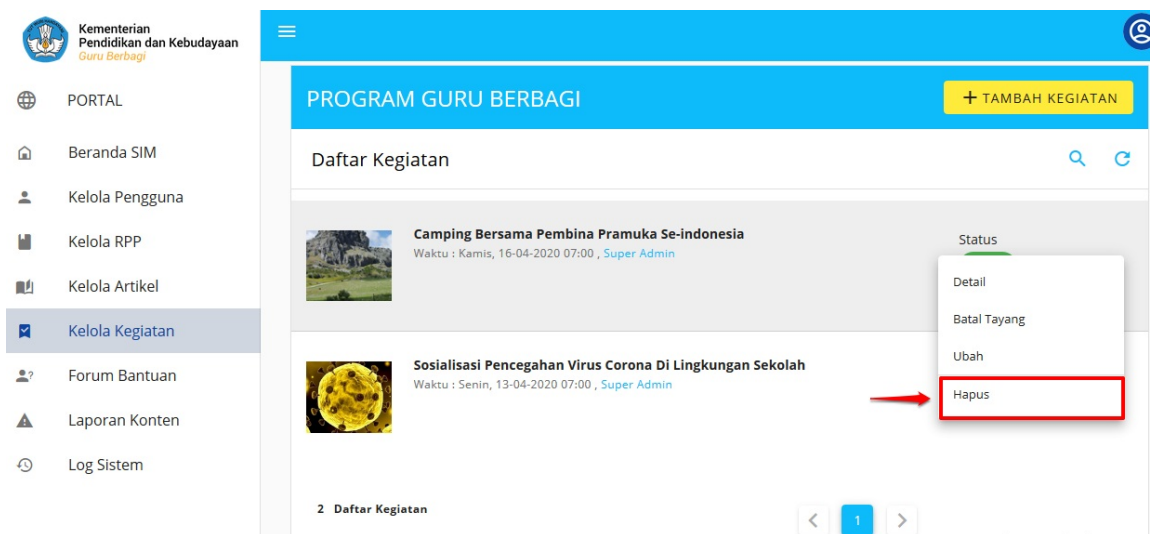 Kementerian
Pendidikan dan Kebudayaan
Guru Berbagi
PORTAL
Beranda SIM
Kelola Pengguna
Kelola RPP
Kelola Artikel
Kelola Kegiatan
Forum Bantuan
Laporan Konten
Log Sistem
PROGRAM GURU BERBAGI
+ TAMBAH KEGIATAN
Daftar Kegiatan
Camping Bersama Pembina Pramuka Se-indonesia
Waktu : Kamis, 16-04-2020 07:00 , Super Admin
Status
Detail
Batal Tayang
Ubah
Hapus
Sosialisasi Pencegahan Virus Corona Di Lingkungan Sekolah
Waktu : Senin, 13-04-2020 07:00 , Super Admin
2 Daftar Kegiatan
< 1 >